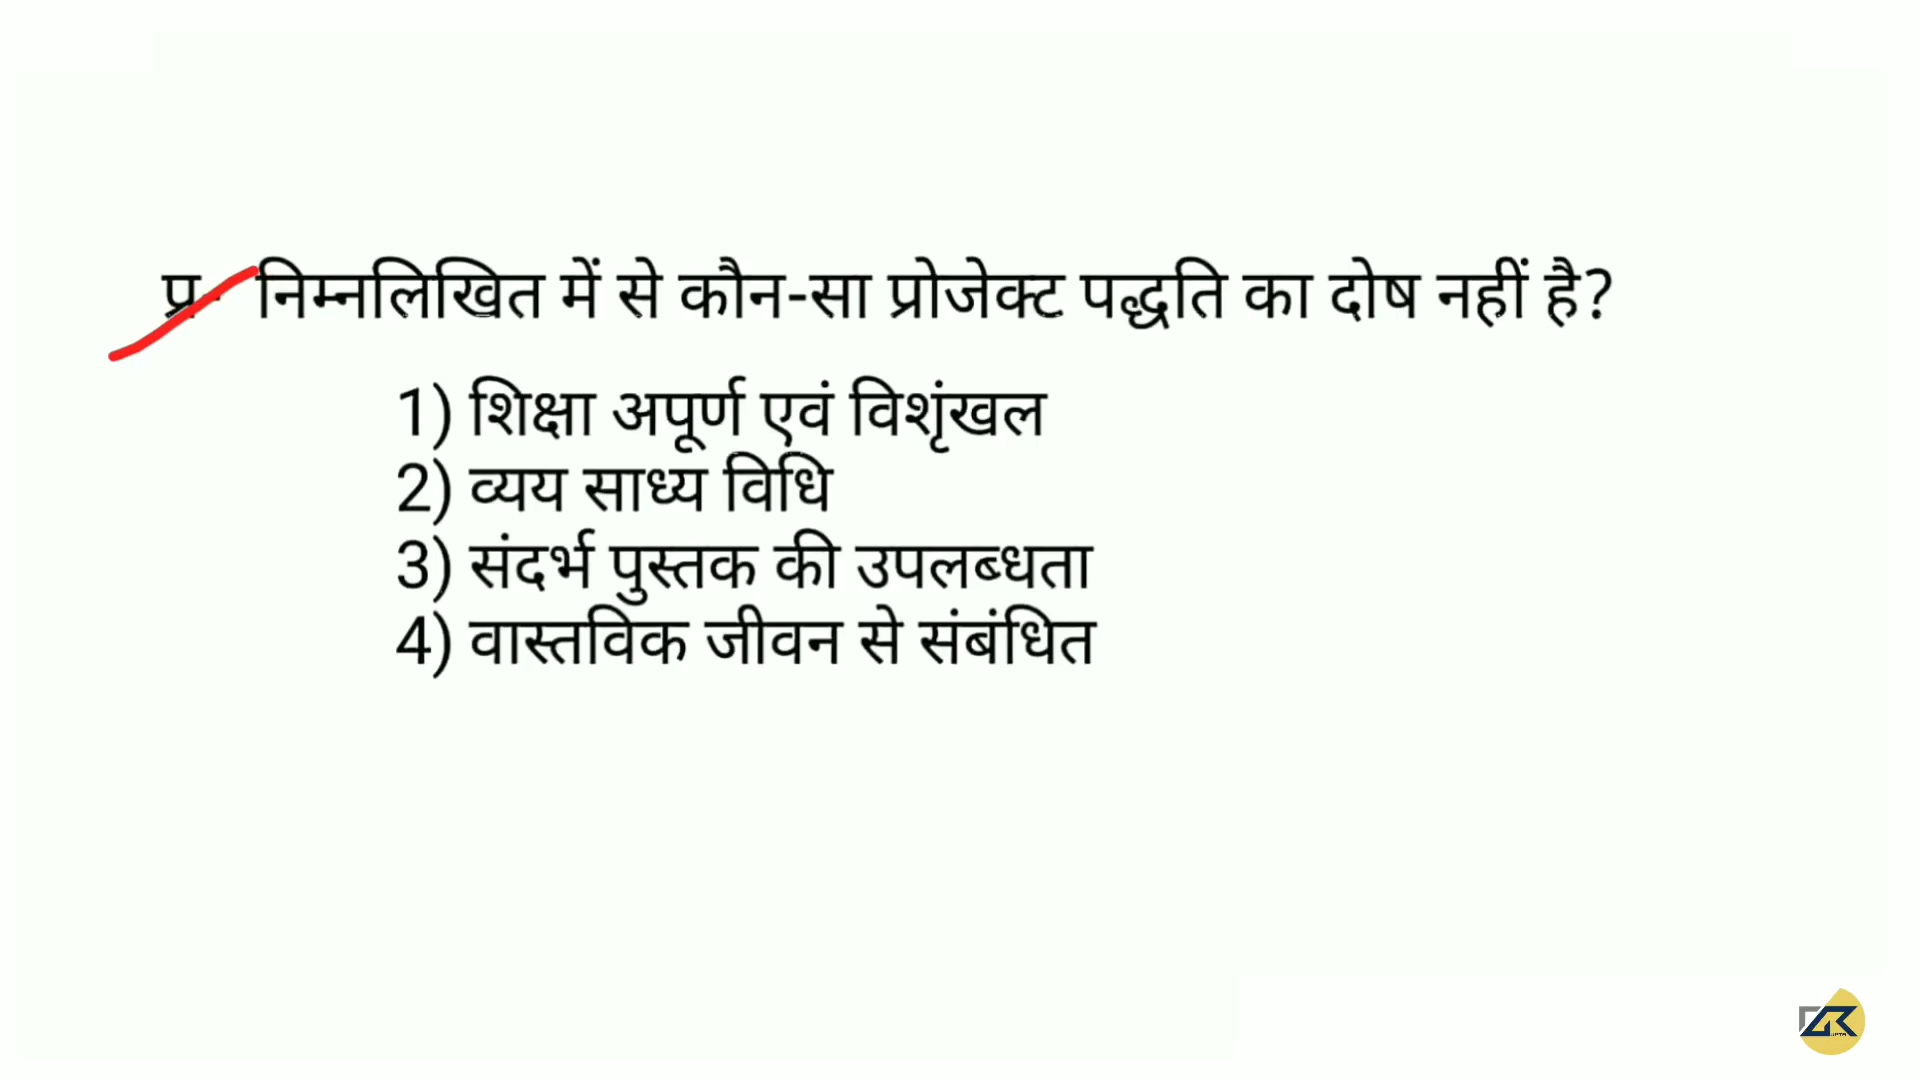 प्र- निम्नलिखित में से कौन-सा प्रोजेक्ट पद्धति का दोष नहीं है?
1) शिक्षा अपूर्ण एवं विशृंखल
2) व्यय साध्य विधि
3) संदर्भ पुस्तक की उपलब्धता
4) वास्तविक जीवन से संबंधित